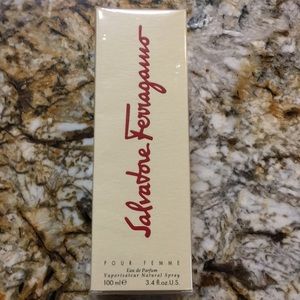 Salvatore Ferragamo
POUR FEMME
Eau de Parfum
Vaporisateur Natural Spray
100 ml℮ 3.4 fl.oz.U.S.